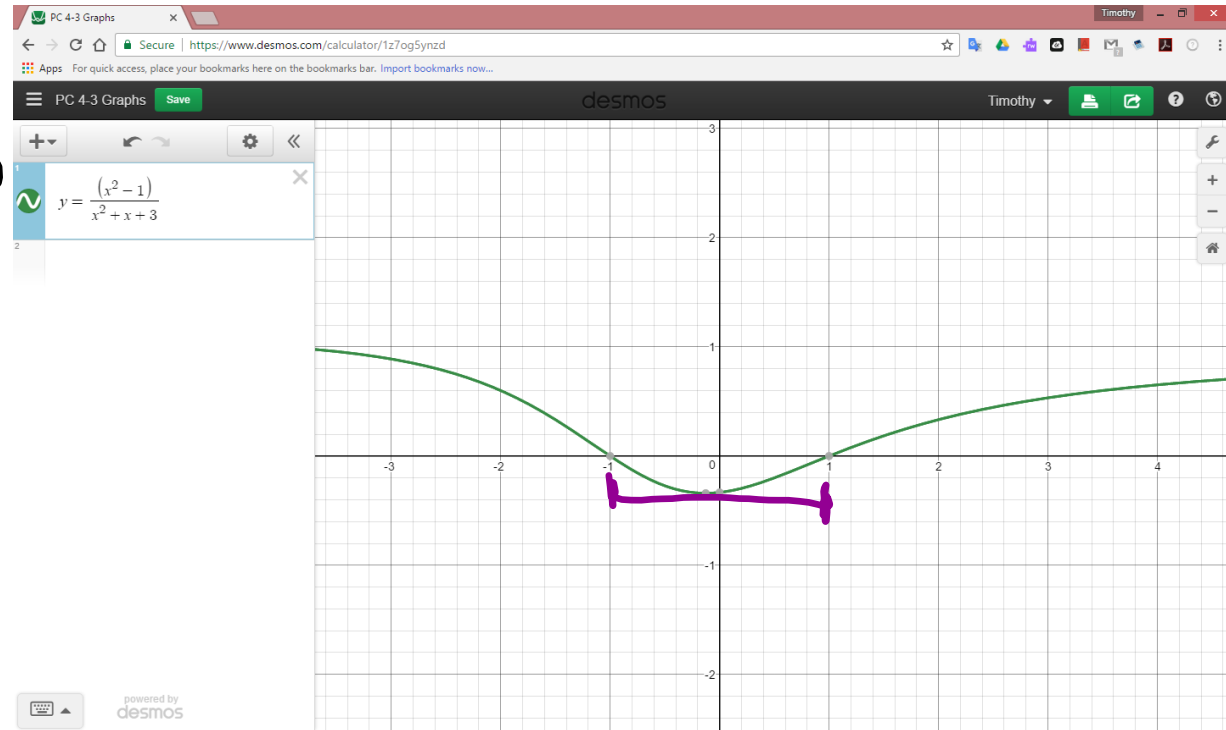 PC 4-3 Graphs
Timothy
Secure | https://www.desmos.com/calculator/1z7og5ynzd
Apps For quick access, place your bookmarks here on the bookmarks bar. Import bookmarks now...
PC 4-3 Graphs Save desmos Timothy
1
y = (x² − 1) / x² + x + 3
2
3
2
1
-3 -2 -1 0 1 2 3 4
-1
-2
powered by
desmos